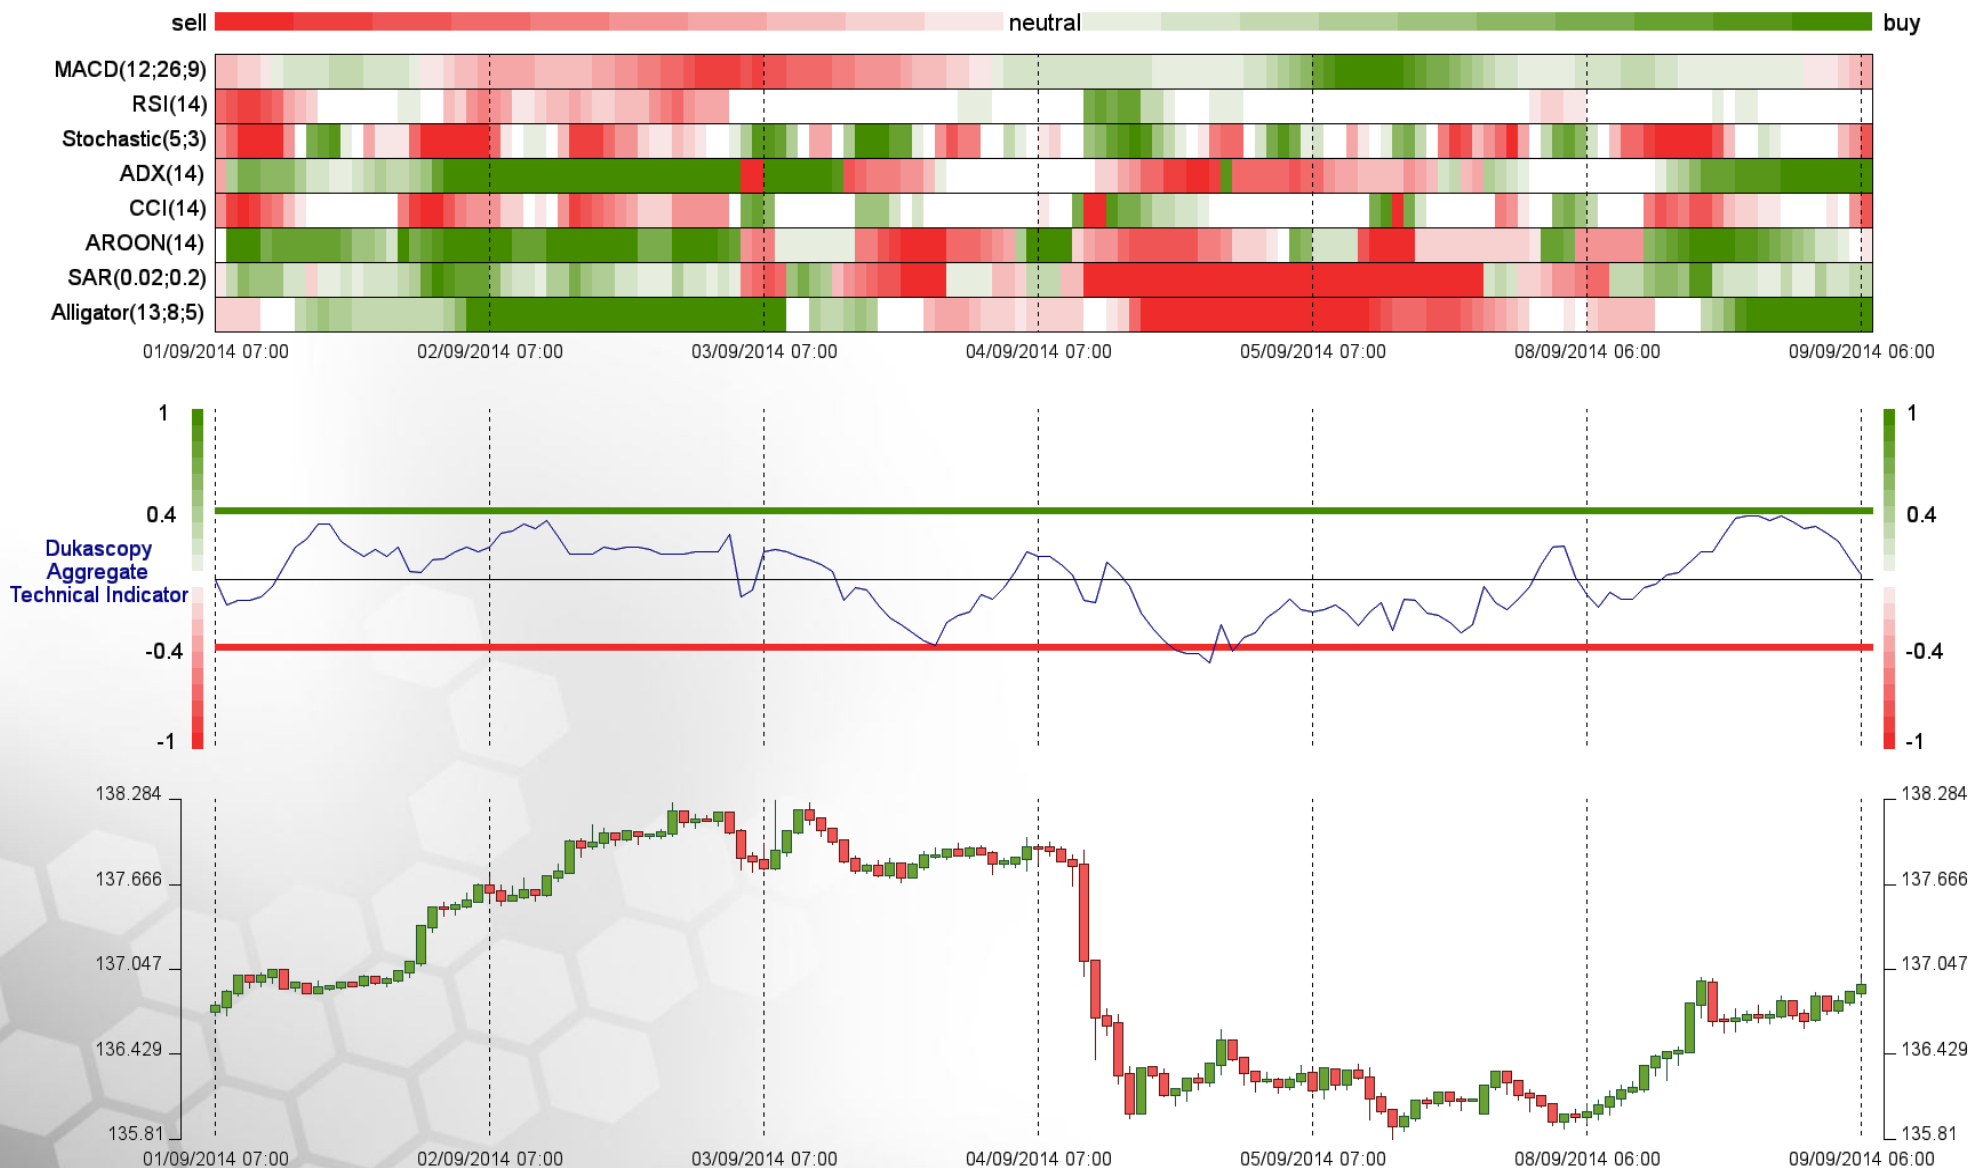 sell neutral buy
MACD(12;26;9)
RSI(14)
Stochastic(5;3)
ADX(14)
CCI(14)
AROON(14)
SAR(0.02;0.2)
Alligator(13;8;5)
01/09/2014 07:00 02/09/2014 07:00 03/09/2014 07:00 04/09/2014 07:00 05/09/2014 07:00 08/09/2014 06:00 09/09/2014 06:00
1 1
0.4 0.4
Dukascopy
Aggregate
Technical Indicator
-0.4 -0.4
-1 -1
138.284 138.284
137.666 137.666
137.047 137.047
136.429 136.429
135.81 135.81
01/09/2014 07:00 02/09/2014 07:00 03/09/2014 07:00 04/09/2014 07:00 05/09/2014 07:00 08/09/2014 06:00 09/09/2014 06:00